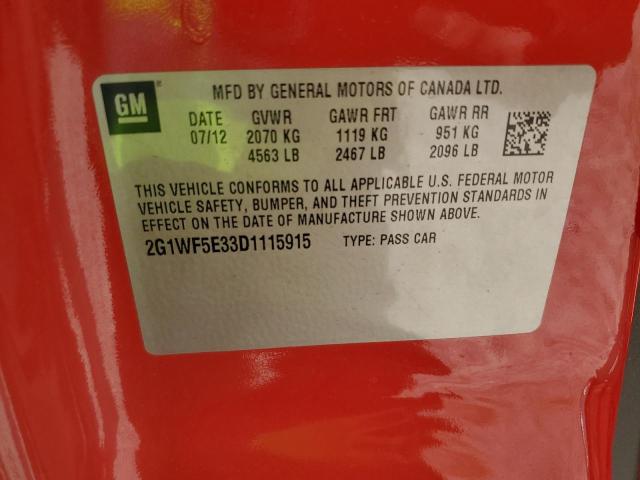 GM
MFD BY GENERAL MOTORS OF CANADA LTD.
DATE GVWR GAWR FRT GAWR RR
07/12 2070 KG 1119 KG 951 KG
4563 LB 2467 LB 2096 LB
THIS VEHICLE CONFORMS TO ALL APPLICABLE U.S. FEDERAL MOTOR
VEHICLE SAFETY, BUMPER, AND THEFT PREVENTION STANDARDS IN
EFFECT ON THE DATE OF MANUFACTURE SHOWN ABOVE.
2G1WF5E33D1115915 TYPE: PASS CAR